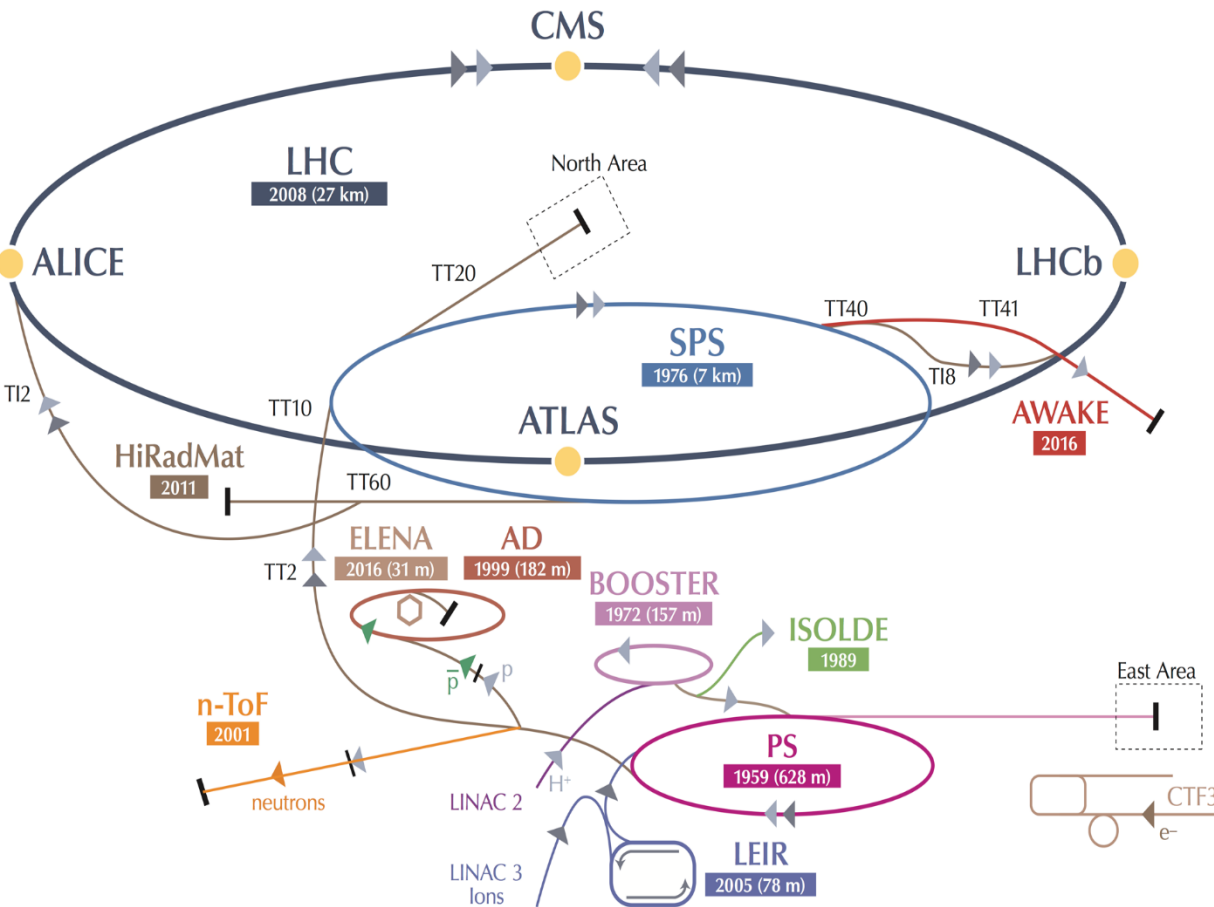 CMS
LHC
2008 (27 km)
North Area
ALICE
TT20
LHCb
TT40
TT41
SPS
1976 (7 km)
TI8
TI2
TT10
ATLAS
AWAKE
2016
HiRadMat
2011
TT60
ELENA
2016 (31 m)
AD
1999 (182 m)
TT2
BOOSTER
1972 (157 m)
ISOLDE
1989
p̅
p
East Area
n-ToF
2001
PS
1959 (628 m)
neutrons
LINAC 2
H⁺
CTF3
e⁻
LEIR
2005 (78 m)
LINAC 3
Ions